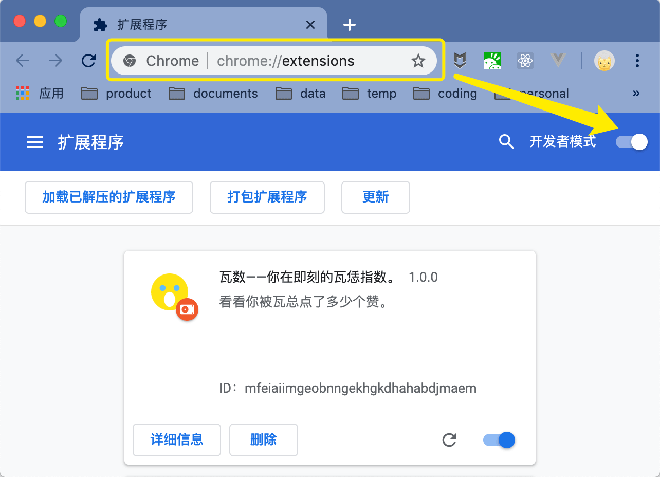 扩展程序
Chrome | chrome://extensions
应用 product documents data temp coding personal »
扩展程序 开发者模式
加载已解压的扩展程序 打包扩展程序 更新
瓦数——你在即刻的瓦恁指数。 1.0.0
看看你被瓦总点了多少个赞。
ID: mfeiaiimgeobnngekhgkdhahabdjmaem
详细信息 删除